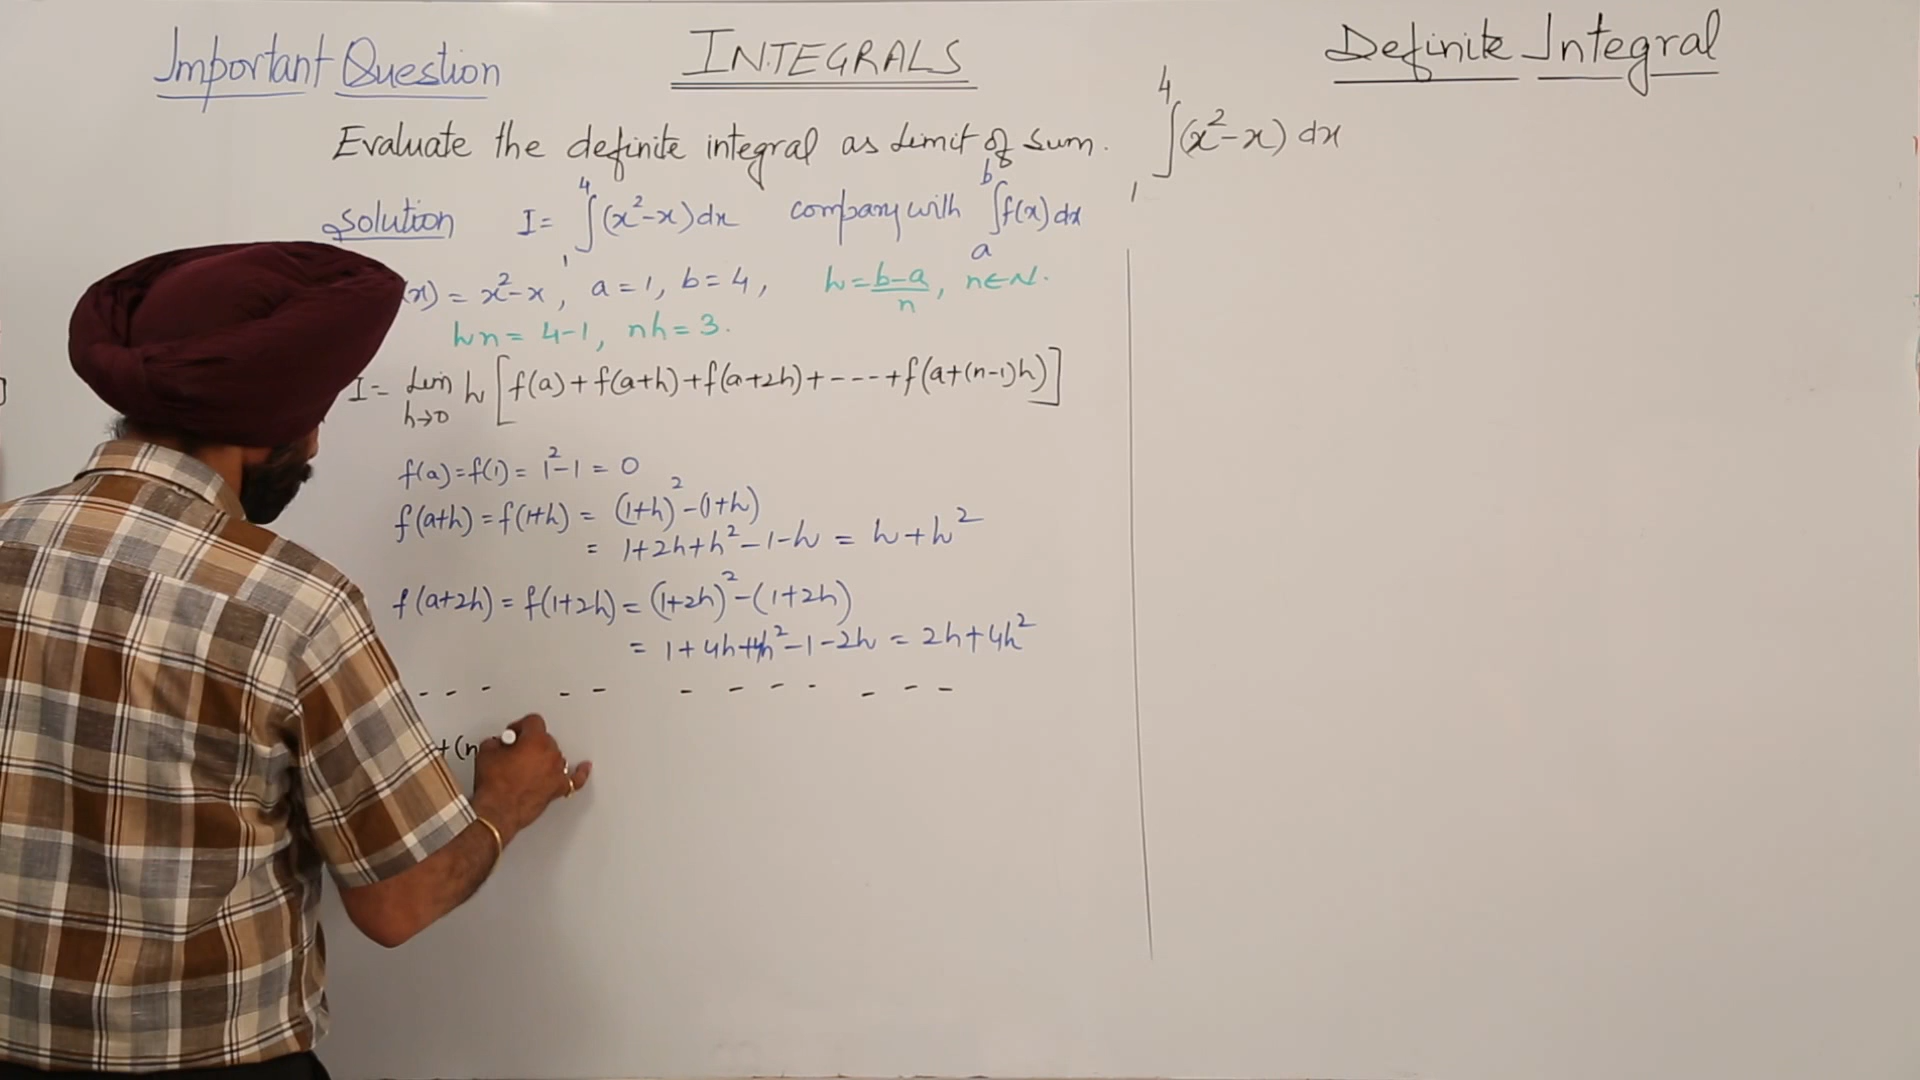 Important Question
INTEGRALS
Definite Integral
Evaluate the definite integral as Limit of Sum. ∫₁⁴(x²-x) dx
Solution I = ∫₁⁴(x²-x)dx company with ∫ₐᵇf(x)dx
(x) = x²-x, a=1, b=4, h=b-a/n, n∈N.
hn = 4-1, nh=3.
I = Lim h→0 h [f(a)+f(a+h)+f(a+2h)+----+f(a+(n-1)h)]
f(a)=f(1)=1²-1=0
f(a+h)=f(1+h)=(1+h)²-(1+h)
= 1+2h+h²-1-h = h+h²
f(a+2h)=f(1+2h)=(1+2h)²-(1+2h)
= 1+4h+4h²-1-2h = 2h+4h²
- - - - - - - - - - - -
+(n